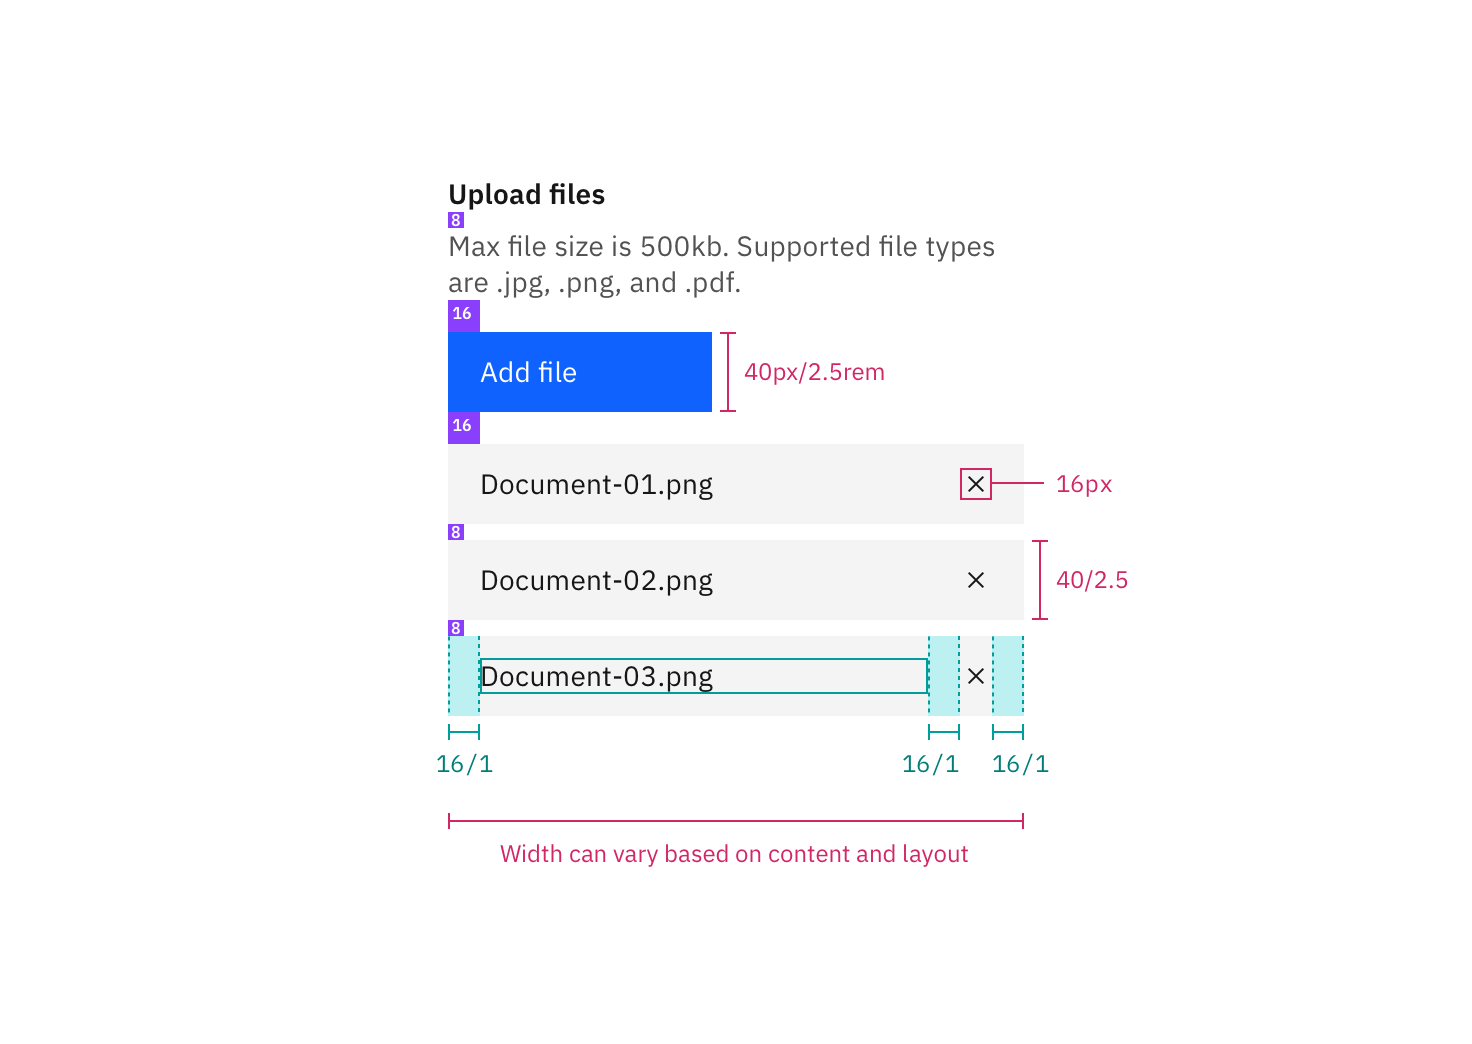 Upload files
8
Max file size is 500kb. Supported file types
are .jpg, .png, and .pdf.
16
Add file
40px/2.5rem
16
Document-01.png
16px
8
Document-02.png
40/2.5
8
Document-03.png
16/1
16/1
16/1
Width can vary based on content and layout